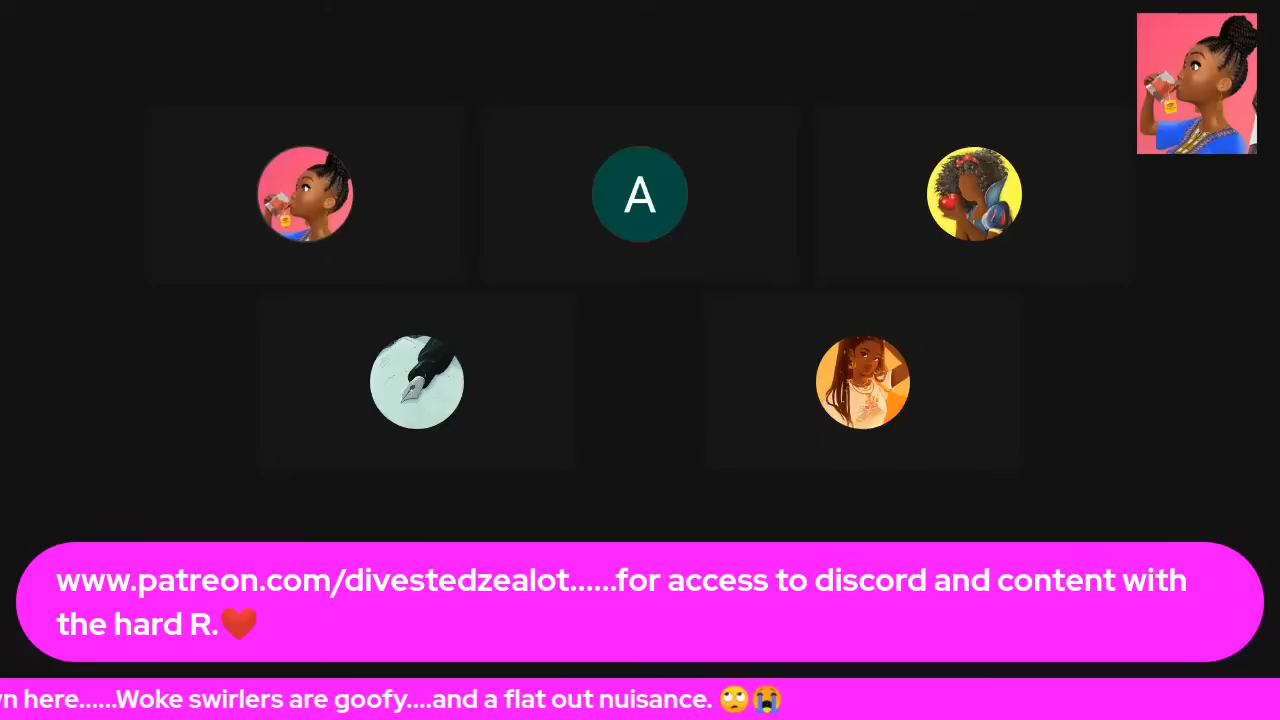 A
www.patreon.com/divestedzealot......for access to discord and content with
the hard R.❤️
here......Woke swirlers are goofy....and a flat out nuisance. 🙄😭